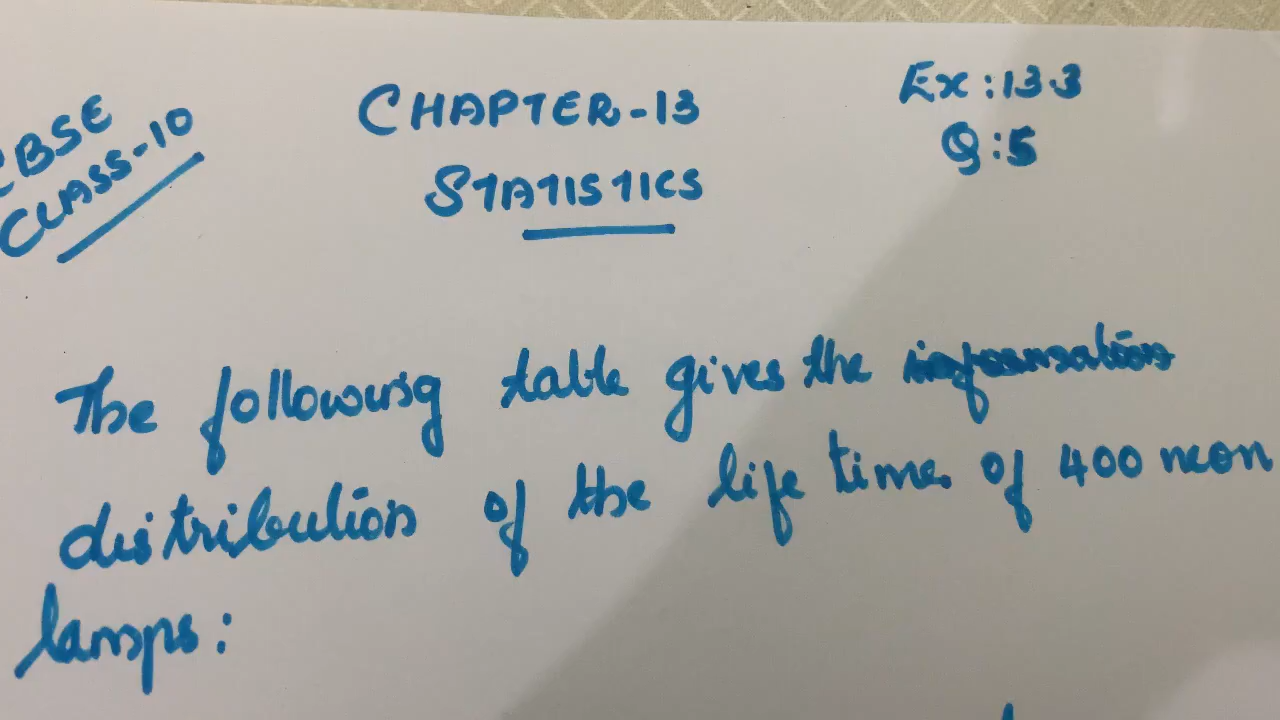 CBSE
CLASS-10
CHAPTER-13
STATISTICS
Ex:13.3
Q:5
The following table gives the information
distribution of the life time of 400 neon
lamps: